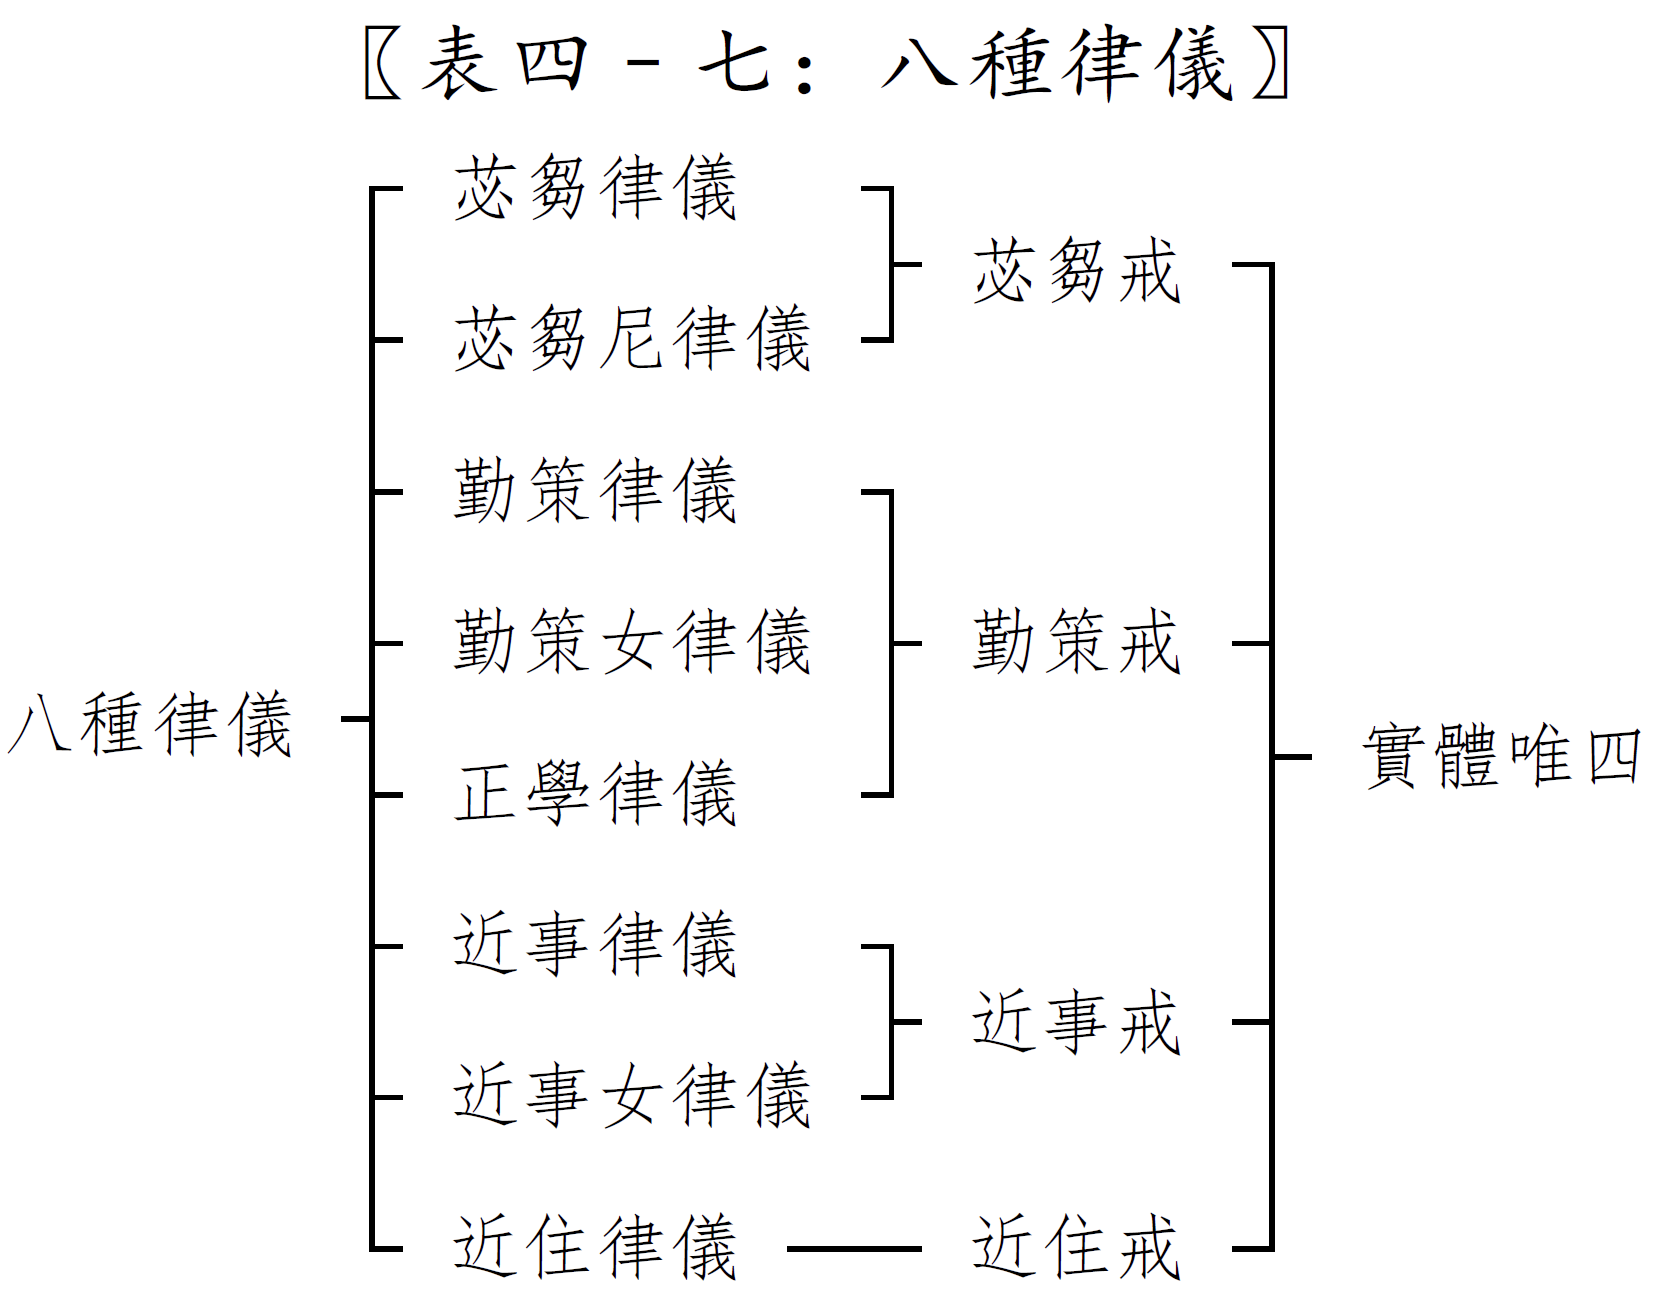 〖表四-七：八種律儀〗
苾芻律儀
苾芻戒
苾芻尼律儀
勤策律儀
勤策女律儀
勤策戒
八種律儀
實體唯四
正學律儀
近事律儀
近事戒
近事女律儀
近住律儀
近住戒